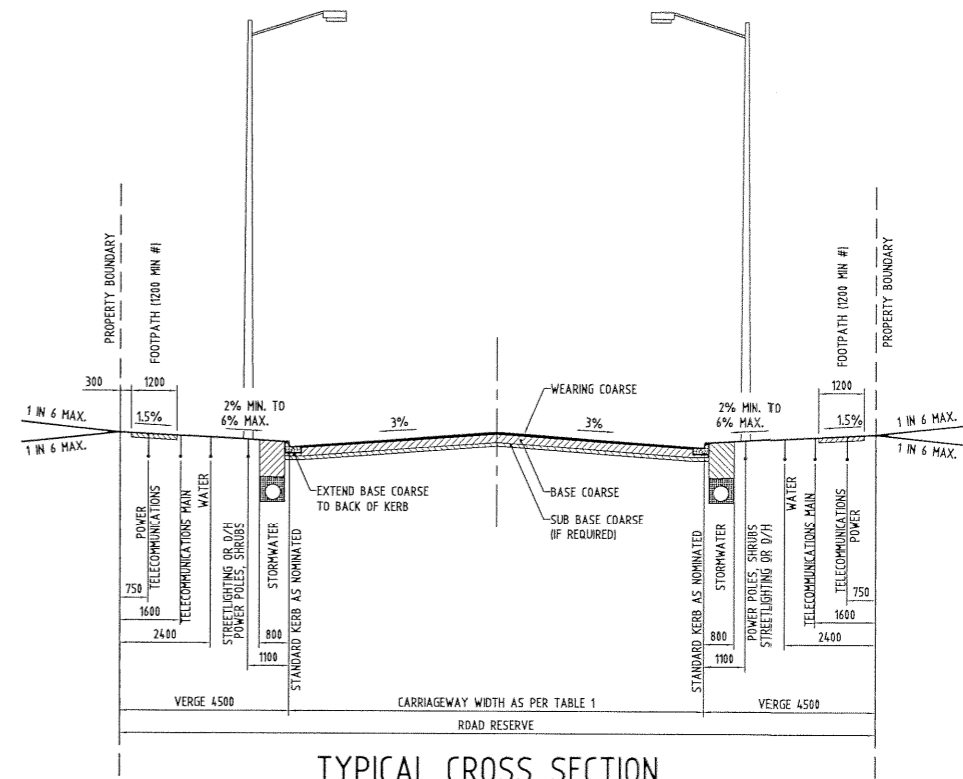 PROPERTY BOUNDARY
FOOTPATH (1200 MIN #)
300
1200
1.5%
2% MIN. TO
6% MAX.
3%
WEARING COARSE
3%
2% MIN. TO
6% MAX.
FOOTPATH (1200 MIN #)
1200
1.5%
PROPERTY BOUNDARY
1 IN 6 MAX.
1 IN 6 MAX.
1 IN 6 MAX.
1 IN 6 MAX.
EXTEND BASE COARSE
TO BACK OF KERB
BASE COARSE
SUB BASE COARSE
(IF REQUIRED)
POWER
TELECOMMUNICATIONS
TELECOMMUNICATIONS MAIN
WATER
STREETLIGHTING OR O/H
POWER POLES, SHRUBS
STORMWATER
STANDARD KERB AS NOMINATED
STANDARD KERB AS NOMINATED
STORMWATER
POWER POLES, SHRUBS
STREETLIGHTING OR O/H
WATER
TELECOMMUNICATIONS MAIN
TELECOMMUNICATIONS
POWER
750
1600
2400
800
1100
800
1100
750
1600
2400
VERGE 4500
CARRIAGEWAY WIDTH AS PER TABLE 1
VERGE 4500
ROAD RESERVE
TYPICAL CROSS SECTION